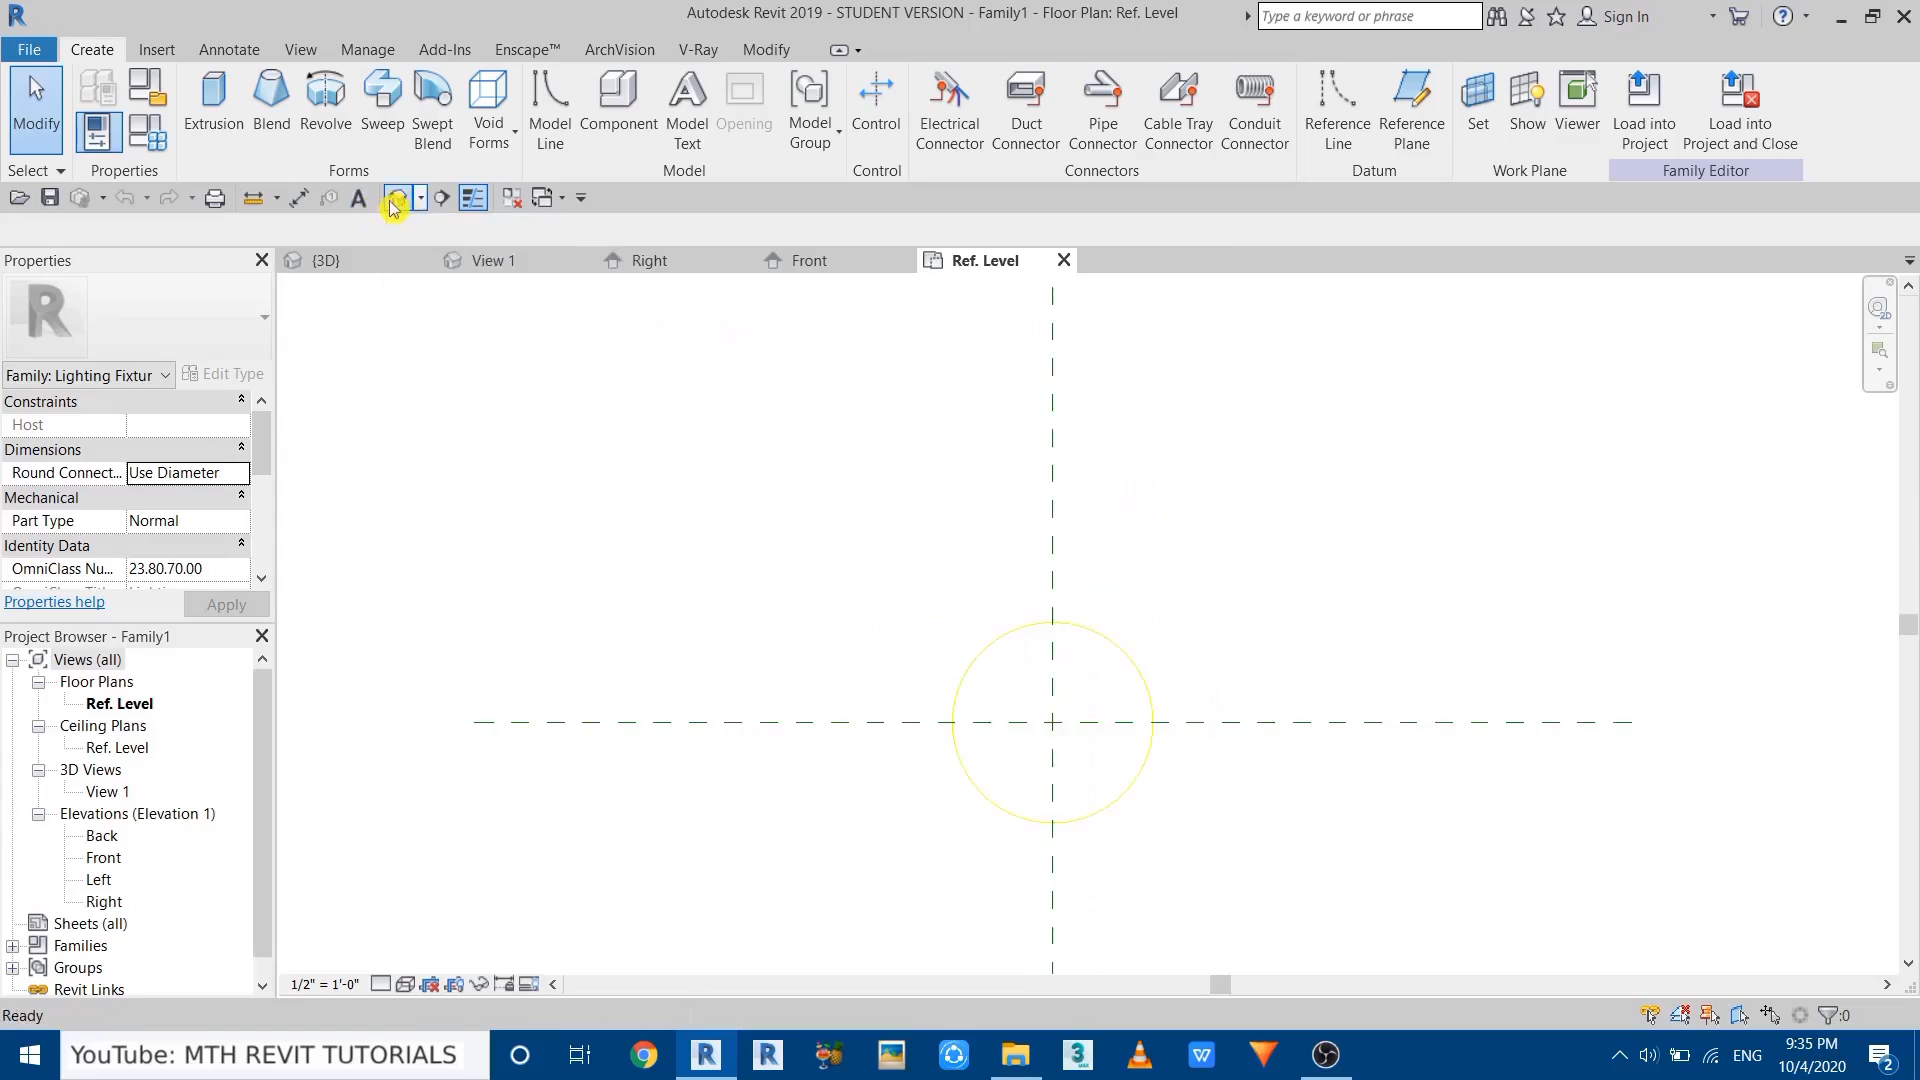 Autodesk Revit 2019 - STUDENT VERSION - Family1 - Floor Plan: Ref. Level
Type a keyword or phrase
Sign In
File Create Insert Annotate View Manage Add-Ins Enscape™ ArchVision V-Ray Modify
Modify
Extrusion Blend Revolve Sweep Swept Blend Void Forms
Model Line Component Model Text Opening Model Group
Control
Electrical Connector Duct Connector Pipe Connector Cable Tray Connector Conduit Connector
Reference Line Reference Plane
Set Show Viewer
Load into Project Load into Project and Close
Select Properties Forms Model Control Connectors Datum Work Plane Family Editor
Properties
{3D} View 1 Right Front Ref. Level
Family: Lighting Fixtur Edit Type
Constraints
Host
Dimensions
Round Connect... Use Diameter
Mechanical
Part Type Normal
Identity Data
OmniClass Nu... 23.80.70.00
Properties help Apply
Project Browser - Family1
Views (all)
Floor Plans
Ref. Level
Ceiling Plans
Ref. Level
3D Views
View 1
Elevations (Elevation 1)
Back
Front
Left
Right
Sheets (all)
Families
Groups
Revit Links
1/2" = 1'-0"
Ready
:0
YouTube: MTH REVIT TUTORIALS
ENG
9:35 PM
10/4/2020
2